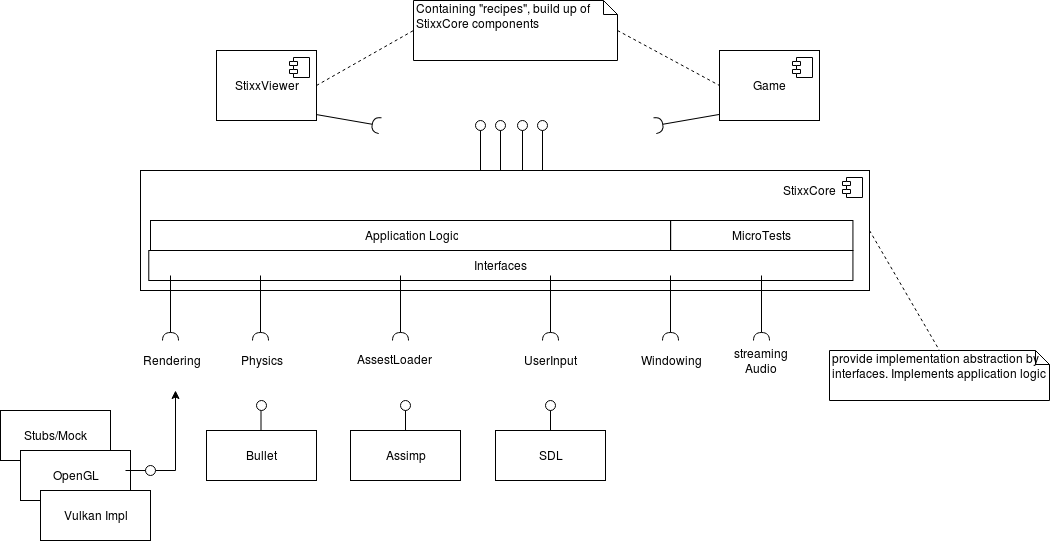 Containing "recipes", build up of
StixxCore components
StixxViewer
Game
StixxCore
Application Logic
MicroTests
Interfaces
Rendering
Physics
AssestLoader
UserInput
Windowing
streaming
Audio
provide implementation abstraction by
interfaces. Implements application logic
Stubs/Mock
OpenGL
Vulkan Impl
Bullet
Assimp
SDL